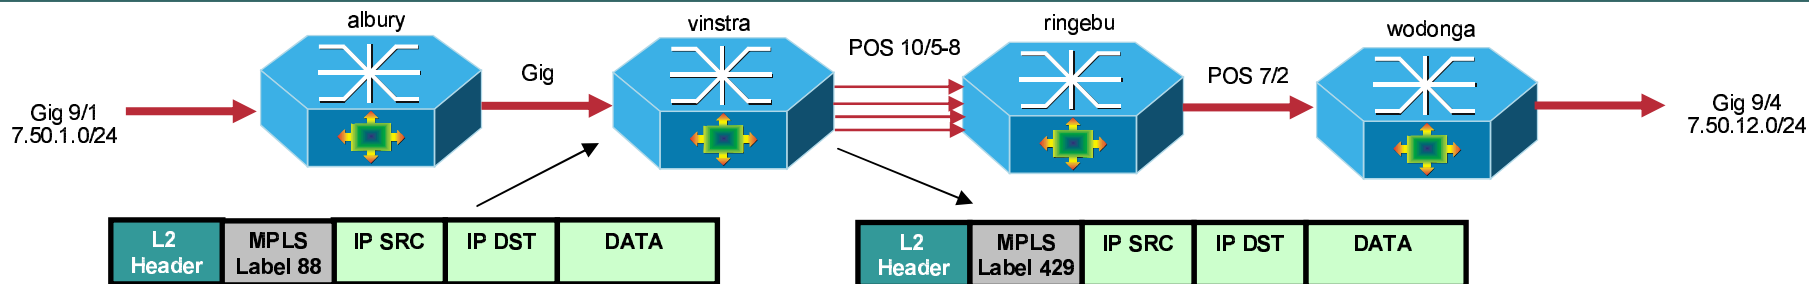 albury
vinstra
ringebu
wodonga
Gig 9/1
7.50.1.0/24
Gig
POS 10/5-8
POS 7/2
Gig 9/4
7.50.12.0/24
L2
Header
MPLS
Label 88
IP SRC
IP DST
DATA
L2
Header
MPLS
Label 429
IP SRC
IP DST
DATA